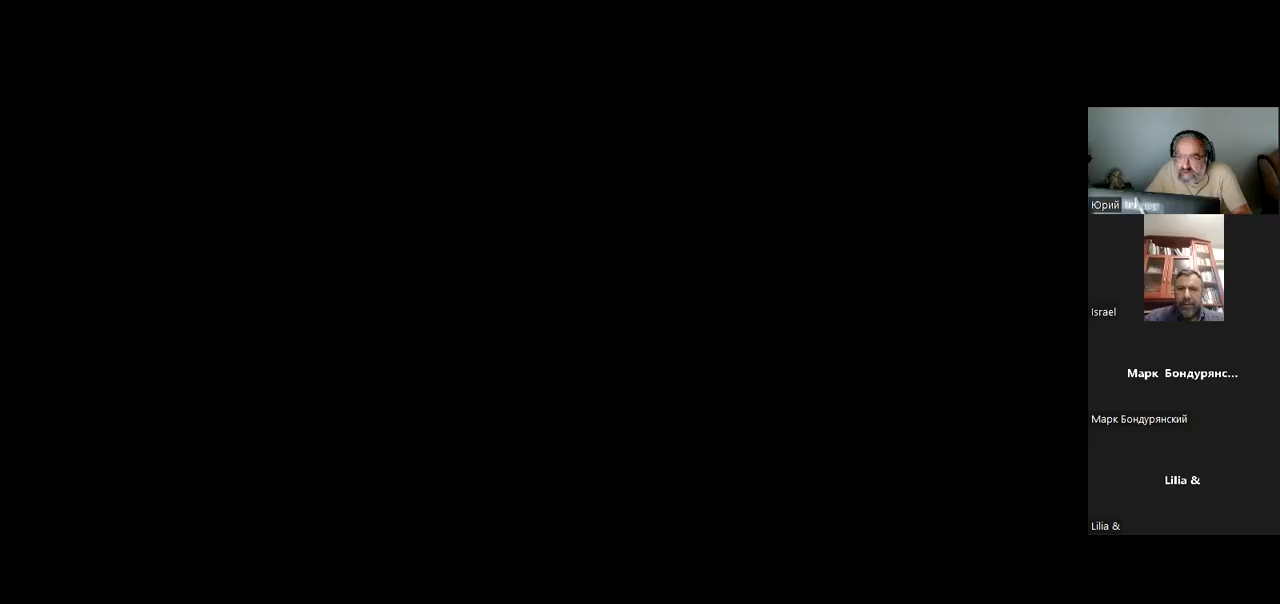 Юрий
Israel
Марк Бондурянс...
Марк Бондурянский
Lilia &
Lilia &